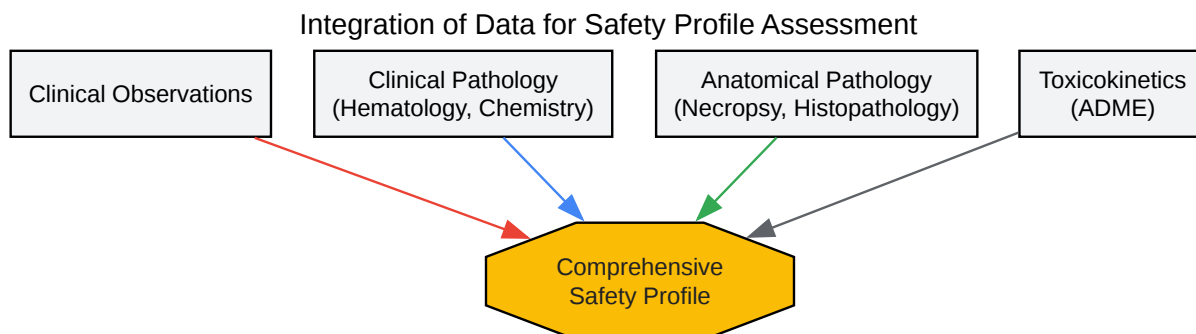 Integration of Data for Safety Profile Assessment
Clinical Observations
Clinical Pathology
(Hematology, Chemistry)
Anatomical Pathology
(Necropsy, Histopathology)
Toxicokinetics
(ADME)
Comprehensive
Safety Profile